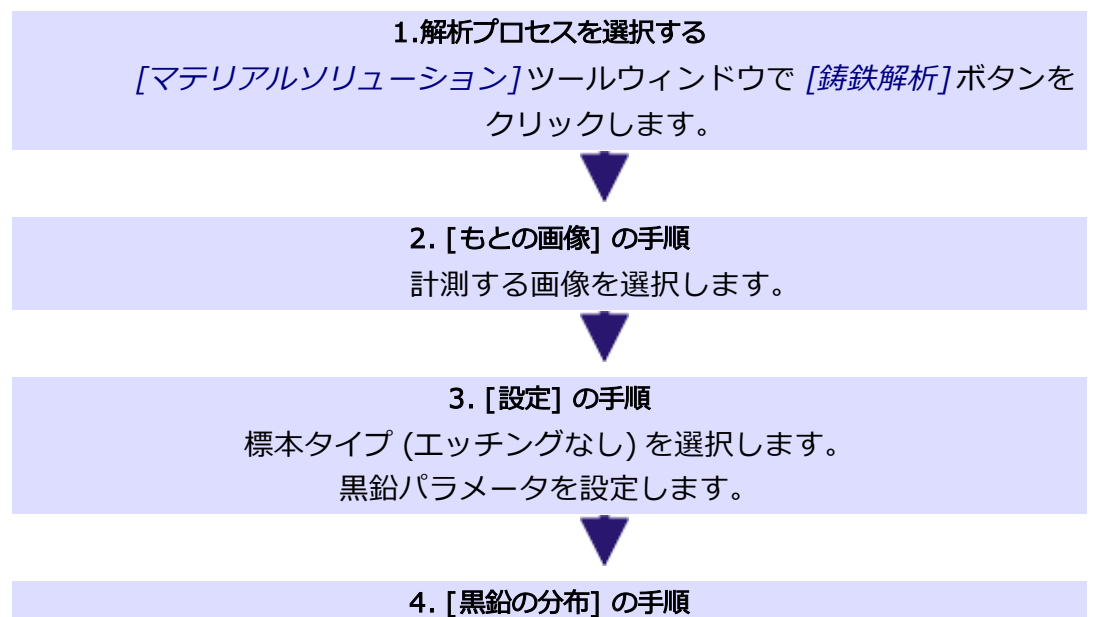 1.解析プロセスを選択する
[マテリアルソリューション] ツールウィンドウで [鋳鉄解析] ボタンを
クリックします。
2. [もとの画像] の手順
計測する画像を選択します。
3. [設定] の手順
標本タイプ (エッチングなし) を選択します。
黒鉛パラメータを設定します。
4. [黒鉛の分布] の手順